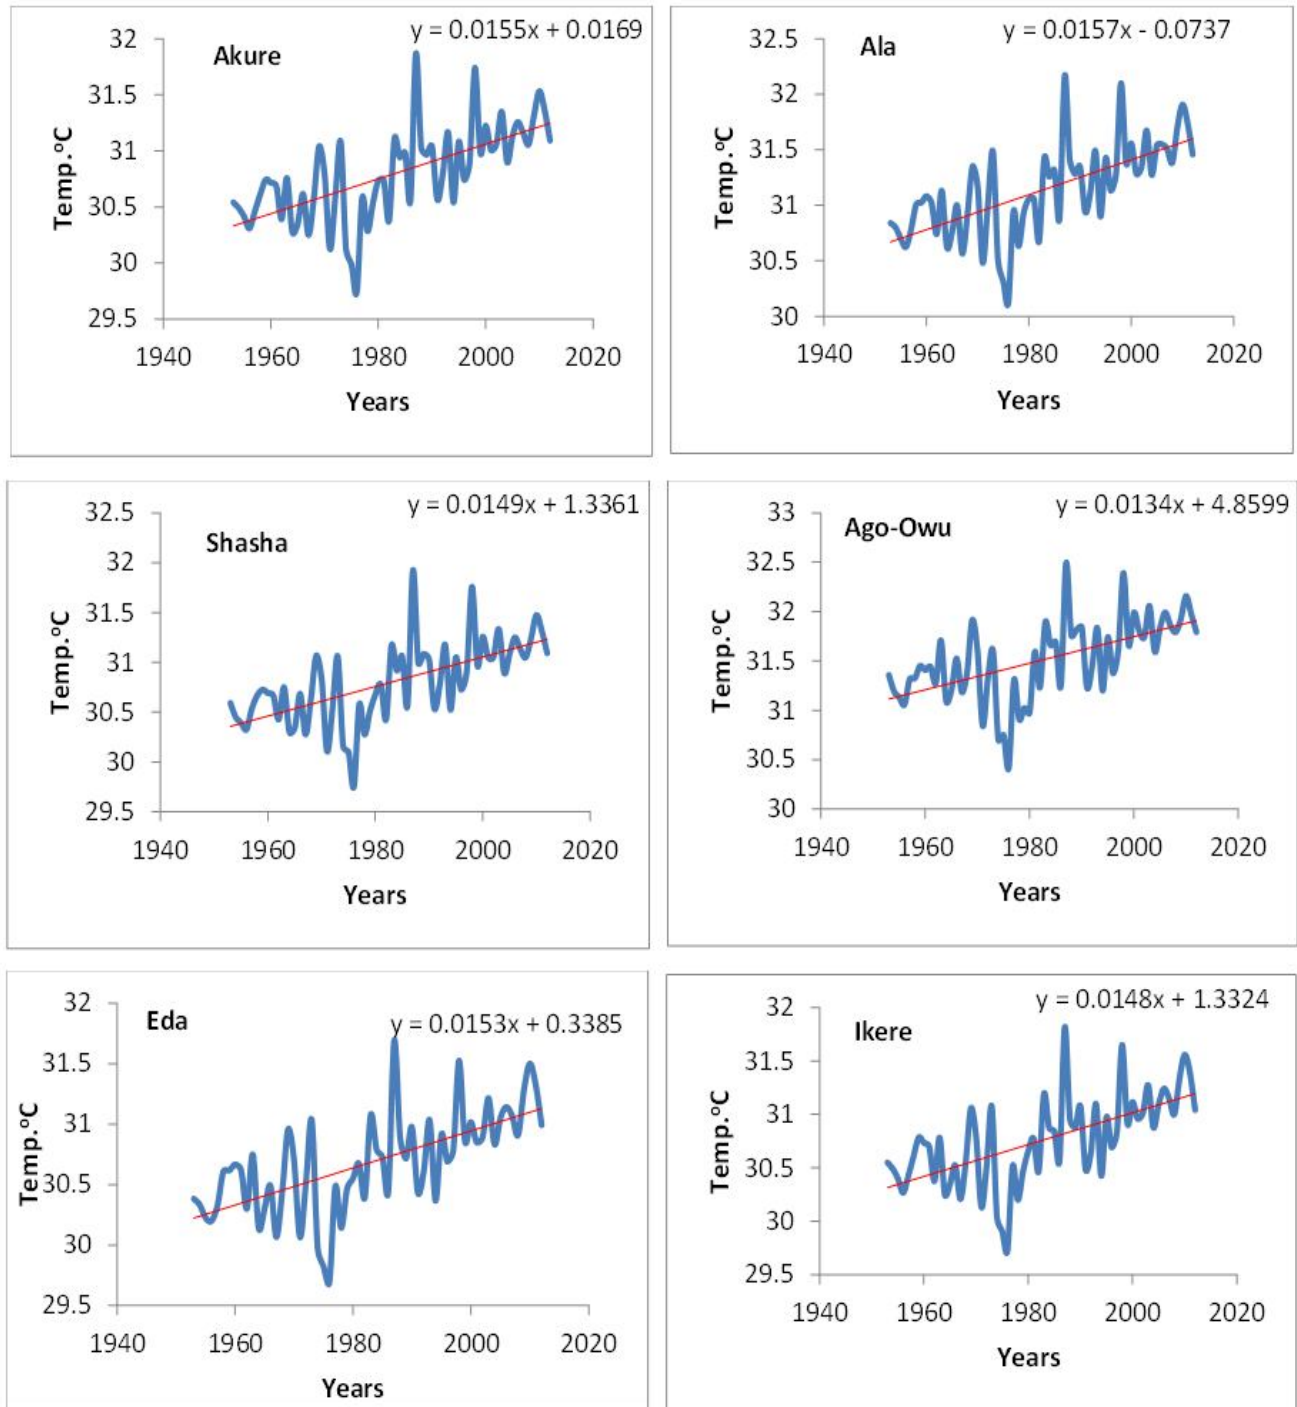 y = 0.0155x + 0.0169
Akure
32
31.5
31
30.5
30
29.5
Temp.ºC
1940 1960 1980 2000 2020
Years
y = 0.0157x - 0.0737
Ala
32.5
32
31.5
31
30.5
30
Temp.ºC
1940 1960 1980 2000 2020
Years
y = 0.0149x + 1.3361
Shasha
32.5
32
31.5
31
30.5
30
29.5
Temp.ºC
1940 1960 1980 2000 2020
Years
y = 0.0134x + 4.8599
Ago-Owu
33
32.5
32
31.5
31
30.5
30
Temp.ºC
1940 1960 1980 2000 2020
Years
y = 0.0153x + 0.3385
Eda
32
31.5
31
30.5
30
29.5
Temp.ºC
1940 1960 1980 2000 2020
Years
y = 0.0148x + 1.3324
Ikere
32
31.5
31
30.5
30
29.5
Temp.ºC
1940 1960 1980 2000 2020
Years